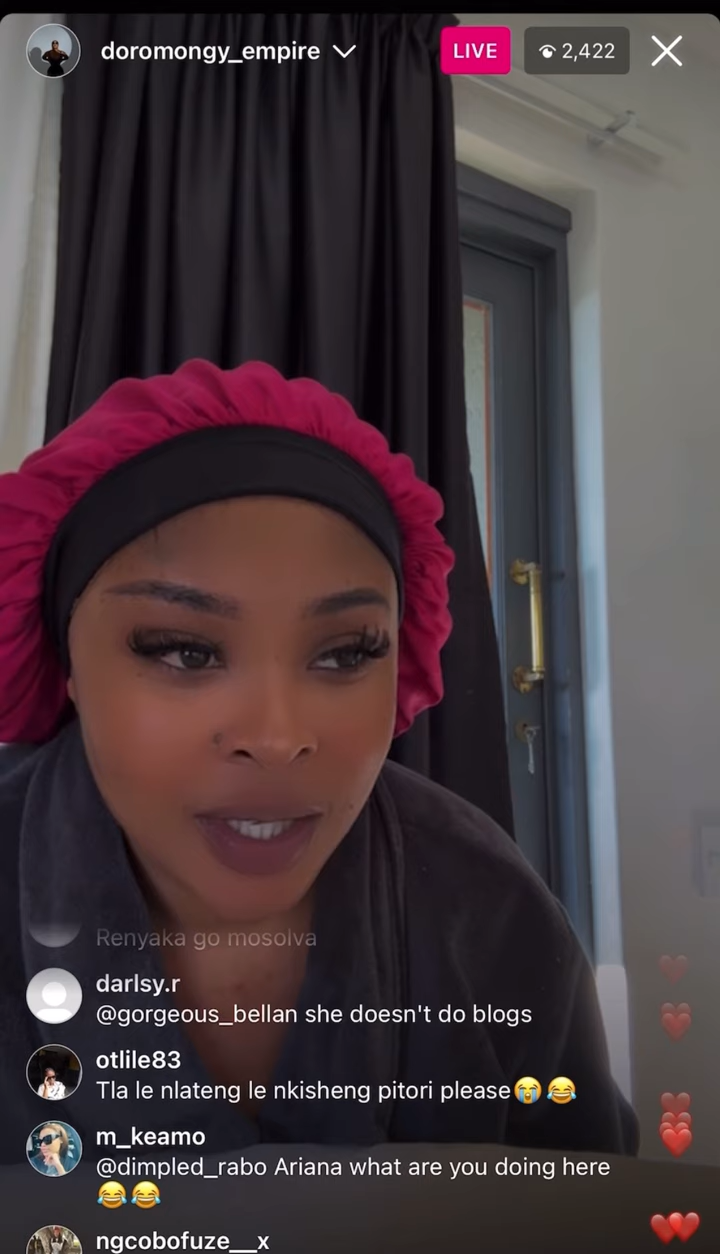 doromongy_empire
LIVE
2,422
Renyaka go mosolva
darlsy.r
@gorgeous_bellan she doesn't do blogs
otlile83
Tla le nlateng le nkisheng pitori please😭😂
m_keamo
@dimpled_rabo Ariana what are you doing here
😂😂
ngcobofuze__x